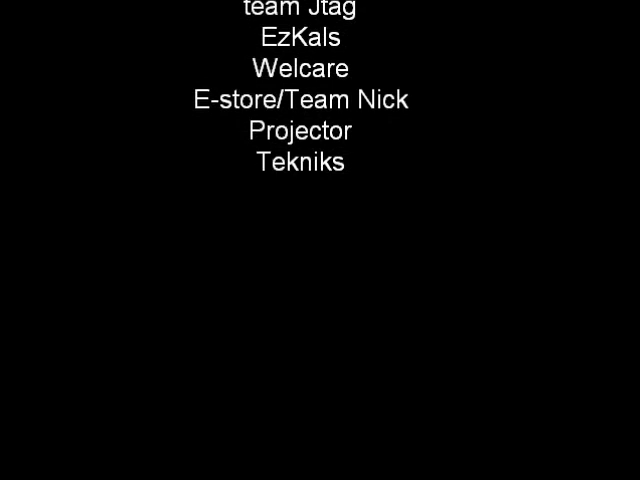 team Jtag
EzKals
Welcare
E-store/Team Nick
Projector
Tekniks